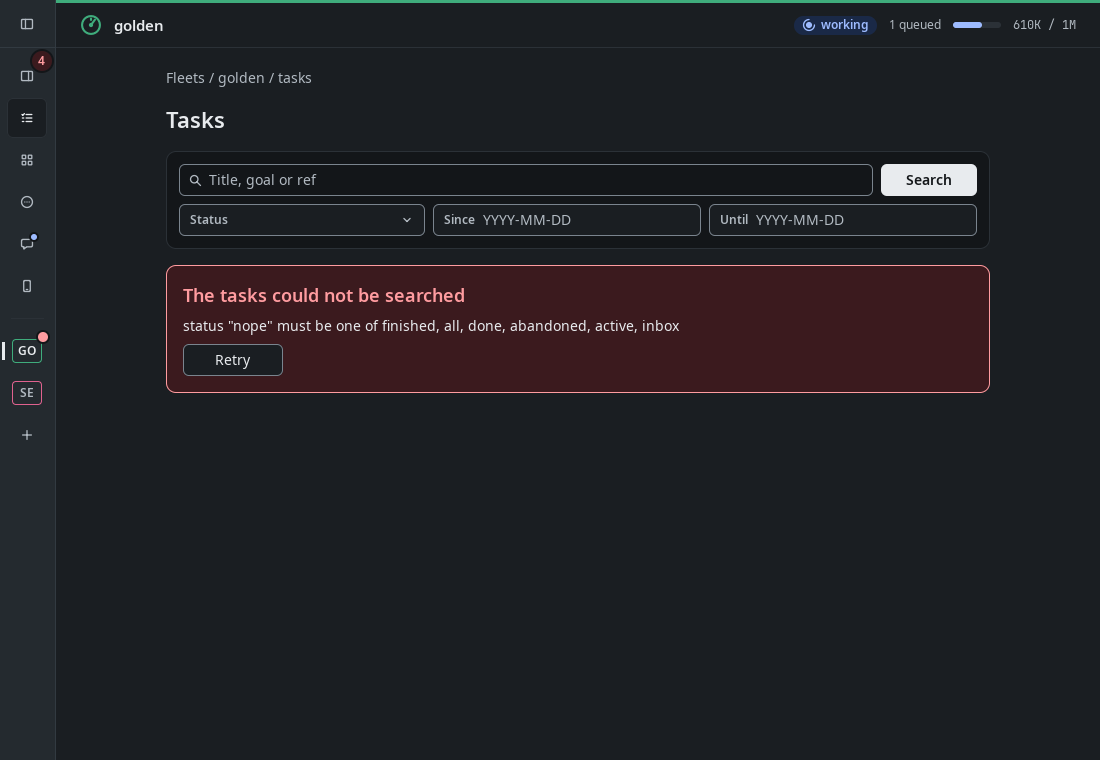 golden
working
1 queued
610K / 1M
4
Fleets / golden / tasks
Tasks
Title, goal or ref
Search
Status
Since YYYY-MM-DD
Until YYYY-MM-DD
The tasks could not be searched
status "nope" must be one of finished, all, done, abandoned, active, inbox
Retry
GO
SE